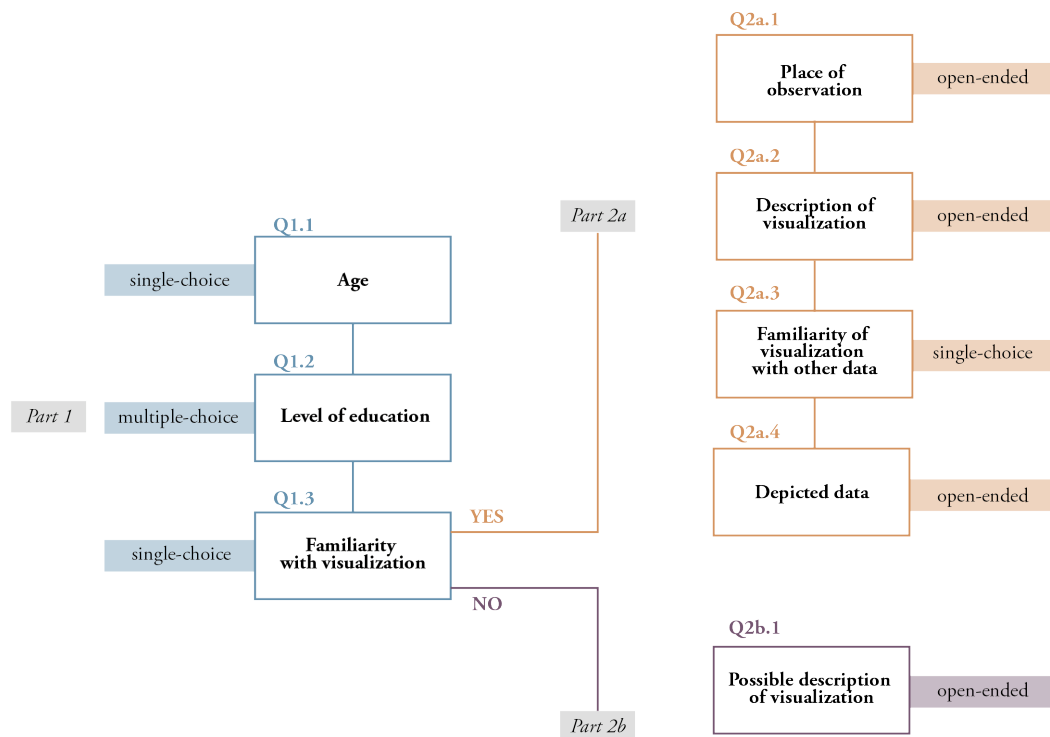 Part 1
Q1.1
single-choice
Age
Q1.2
multiple-choice
Level of education
Q1.3
single-choice
Familiarity
with visualization
YES
NO
Part 2a
Q2a.1
Place of
observation
open-ended
Q2a.2
Description of
visualization
open-ended
Q2a.3
Familiarity of
visualization
with other data
single-choice
Q2a.4
Depicted data
open-ended
Part 2b
Q2b.1
Possible description
of visualization
open-ended